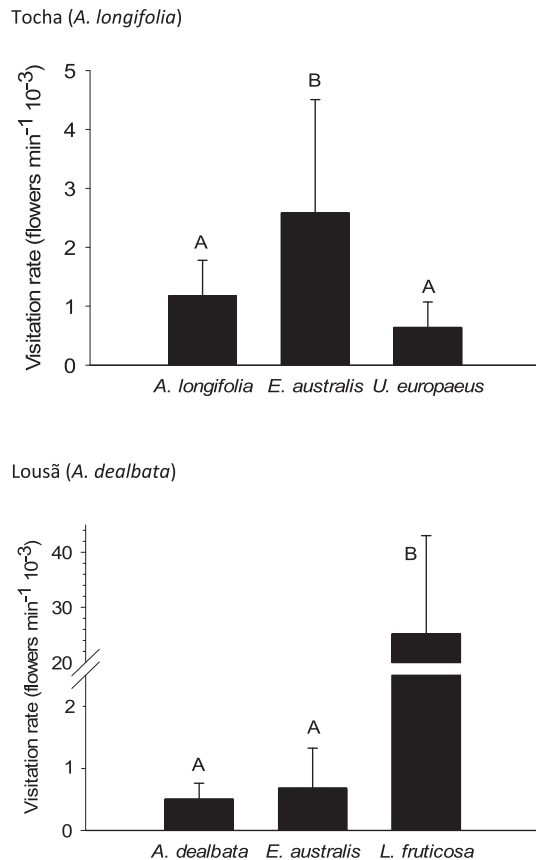 Tocha (A. longifolia)
Visitation rate (flowers min⁻¹ 10⁻³)
5
4
3
2
1
0
A
B
A
A. longifolia E. australis U. europaeus
Lousã (A. dealbata)
Visitation rate (flowers min⁻¹ 10⁻³)
40
30
20
2
1
0
A
A
B
A. dealbata E. australis L. fruticosa